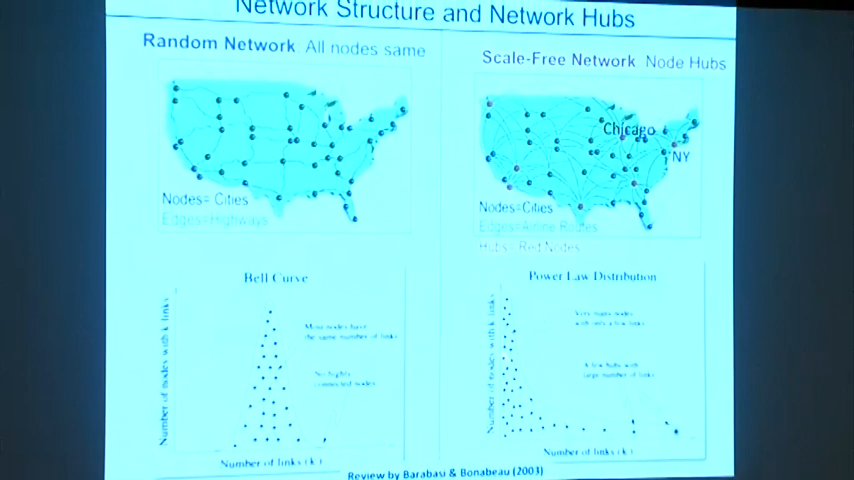 Network Structure and Network Hubs
Random Network: All nodes same
Scale-Free Network: Node Hubs
Chicago
NY
Nodes= Cities
Edges=Highways
Nodes=Cities
Edges=Airline Routes
Hubs= Red Nodes
Bell Curve
Number of nodes with k links
Most nodes have
the same number of links
No highly
connected nodes
Number of links (k)
Power Law Distribution
Number of nodes with k links
Very many nodes
with only a few links
A few hubs with
large number of links
Number of links (k)
Review by Barabasi & Bonabeau (2003)